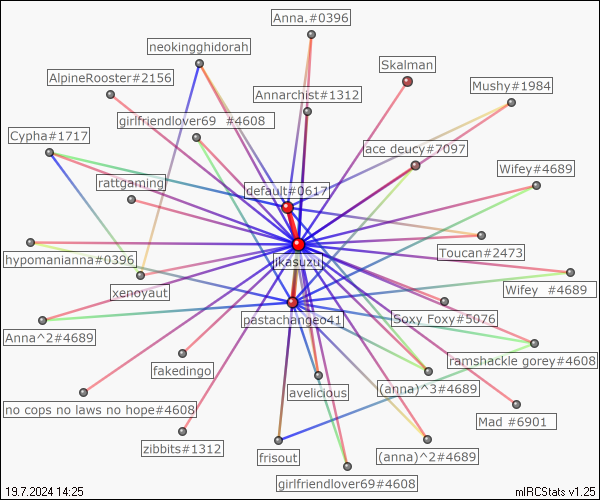 Anna.#0396
neokingghidorah
Skalman
AlpineRooster#2156
Mushy#1984
Annarchist#1312
girlfriendlover69 #4608
Cypha#1717
ace deucy#7097
Wifey#4689
rattgaming
default#0617
Toucan#2473
hypomanianna#0396
jkasuzu
xenoyaut
Wifey #4689
pastachangeo41
Soxy Foxy#5076
Anna^2#4689
ramshackle gorey#4608
fakedingo
avelicious
(anna)^3#4689
no cops no laws no hope#4608
Mad #6901
zibbits#1312
frisout
(anna)^2#4689
girlfriendlover69#4608
19.7.2024 14:25
mIRCStats v1.25